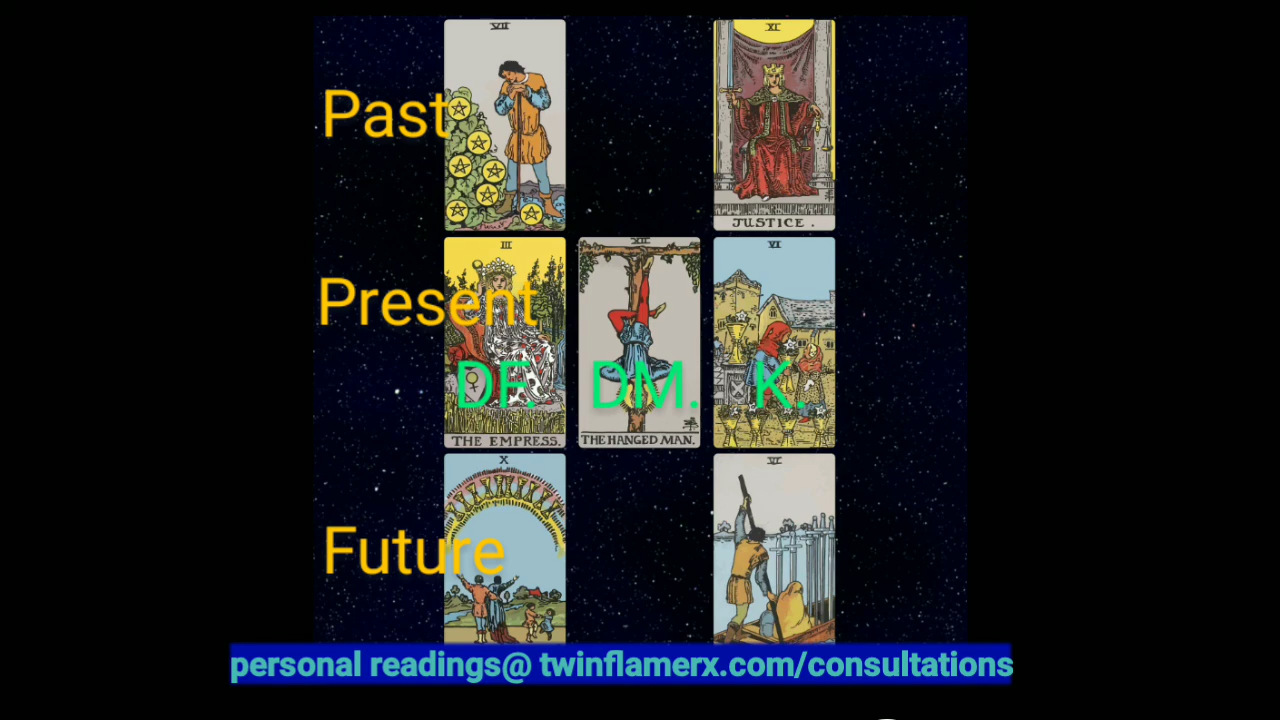 VII
XI
Past
JUSTICE.
III
XII
VI
Present
DF. DM. K.
THE EMPRESS.
THE HANGED MAN.
X
VI
Future
personal readings@ twinflamerx.com/consultations